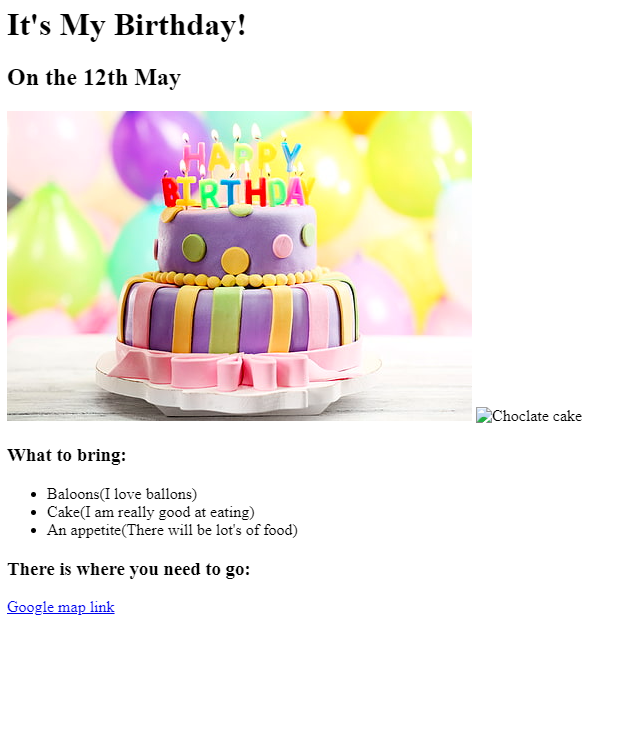 It's My Birthday!
On the 12th May
HAPPY
BIRTHDAY
Choclate cake
What to bring:
Baloons(I love ballons)
Cake(I am really good at eating)
An appetite(There will be lot's of food)
There is where you need to go:
Google map link